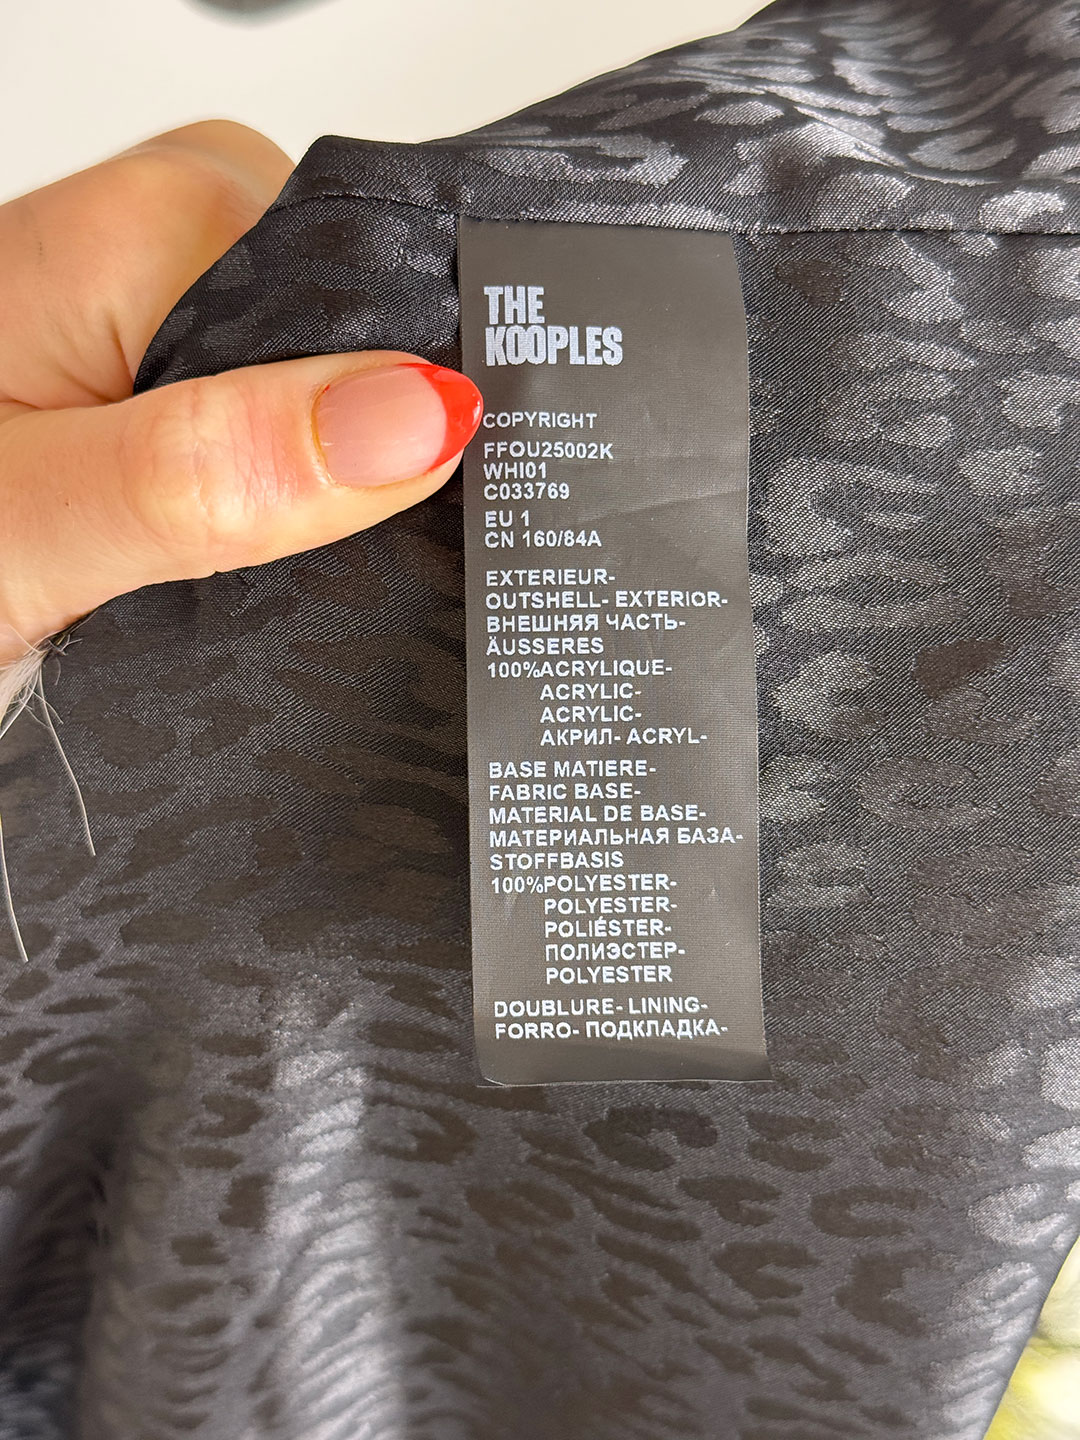 THE
KOOPLES
COPYRIGHT
FFOU25002K
WHI01
C033769
EU 1
CN 160/84A
EXTERIEUR-
OUTSHELL- EXTERIOR-
ВНЕШНЯЯ ЧАСТЬ-
ÄUSSERES
100%ACRYLIQUE-
ACRYLIC-
ACRYLIC-
АКРИЛ- ACRYL-
BASE MATIERE-
FABRIC BASE-
MATERIAL DE BASE-
МАТЕРИАЛЬНАЯ БАЗА-
STOFFBASIS
100%POLYESTER-
POLYESTER-
POLIÉSTER-
ПОЛИЭСТЕР-
POLYESTER
DOUBLURE- LINING-
FORRO- ПОДКЛАДКА-